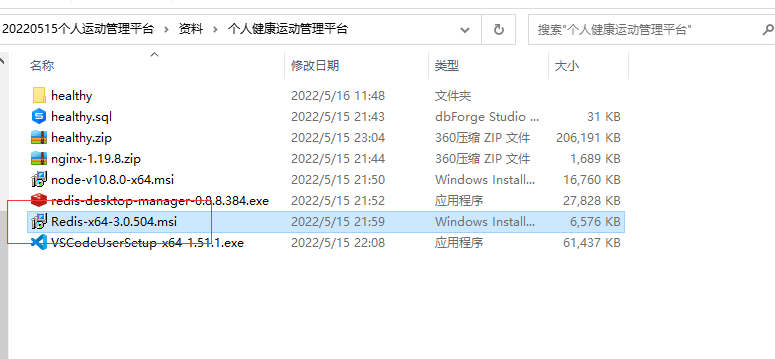 20220515个人运动管理平台 > 资料 > 个人健康运动管理平台 搜索"个人健康运动管理平台"
名称 修改日期 类型 大小
healthy 2022/5/16 11:48 文件夹
healthy.sql 2022/5/15 21:43 dbForge Studio ... 31 KB
healthy.zip 2022/5/15 23:04 360压缩 ZIP 文件 206,191 KB
nginx-1.19.8.zip 2022/5/15 21:44 360压缩 ZIP 文件 1,689 KB
node-v10.8.0-x64.msi 2022/5/15 21:50 Windows Install... 16,760 KB
redis-desktop-manager-0.8.8.384.exe 2022/5/15 21:52 应用程序 27,828 KB
Redis-x64-3.0.504.msi 2022/5/15 21:59 Windows Install... 6,576 KB
VSCodeUserSetup-x64-1.51.1.exe 2022/5/15 22:08 应用程序 61,437 KB